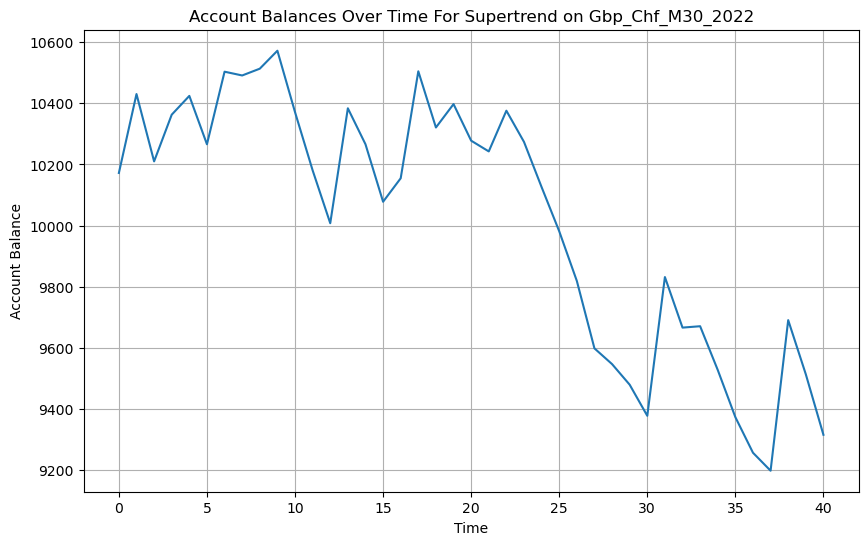 Account Balances Over Time For Supertrend on Gbp_Chf_M30_2022
10600
10400
10200
10000
9800
9600
9400
9200
Account Balance
0 5 10 15 20 25 30 35 40
Time